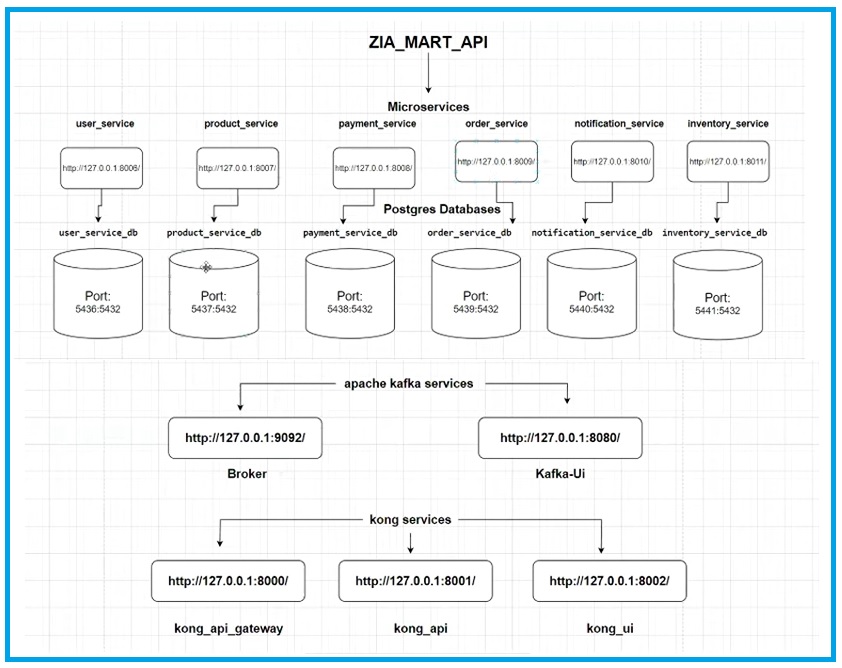 ZIA_MART_API
Microservices
user_service
product_service
payment_service
order_service
notification_service
inventory_service
http://127.0.0.1:8006/
http://127.0.0.1:8007/
http://127.0.0.1:8008/
http://127.0.0.1:8009/
http://127.0.0.1:8010/
http://127.0.0.1:8011/
Postgres Databases
user_service_db
product_service_db
payment_service_db
order_service_db
notification_service_db
inventory_service_db
Port:
5436:5432
Port:
5437:5432
Port:
5438:5432
Port:
5439:5432
Port:
5440:5432
Port:
5441:5432
apache kafka services
http://127.0.0.1:9092/
http://127.0.0.1:8080/
Broker
Kafka-Ui
kong services
http://127.0.0.1:8000/
http://127.0.0.1:8001/
http://127.0.0.1:8002/
kong_api_gateway
kong_api
kong_ui